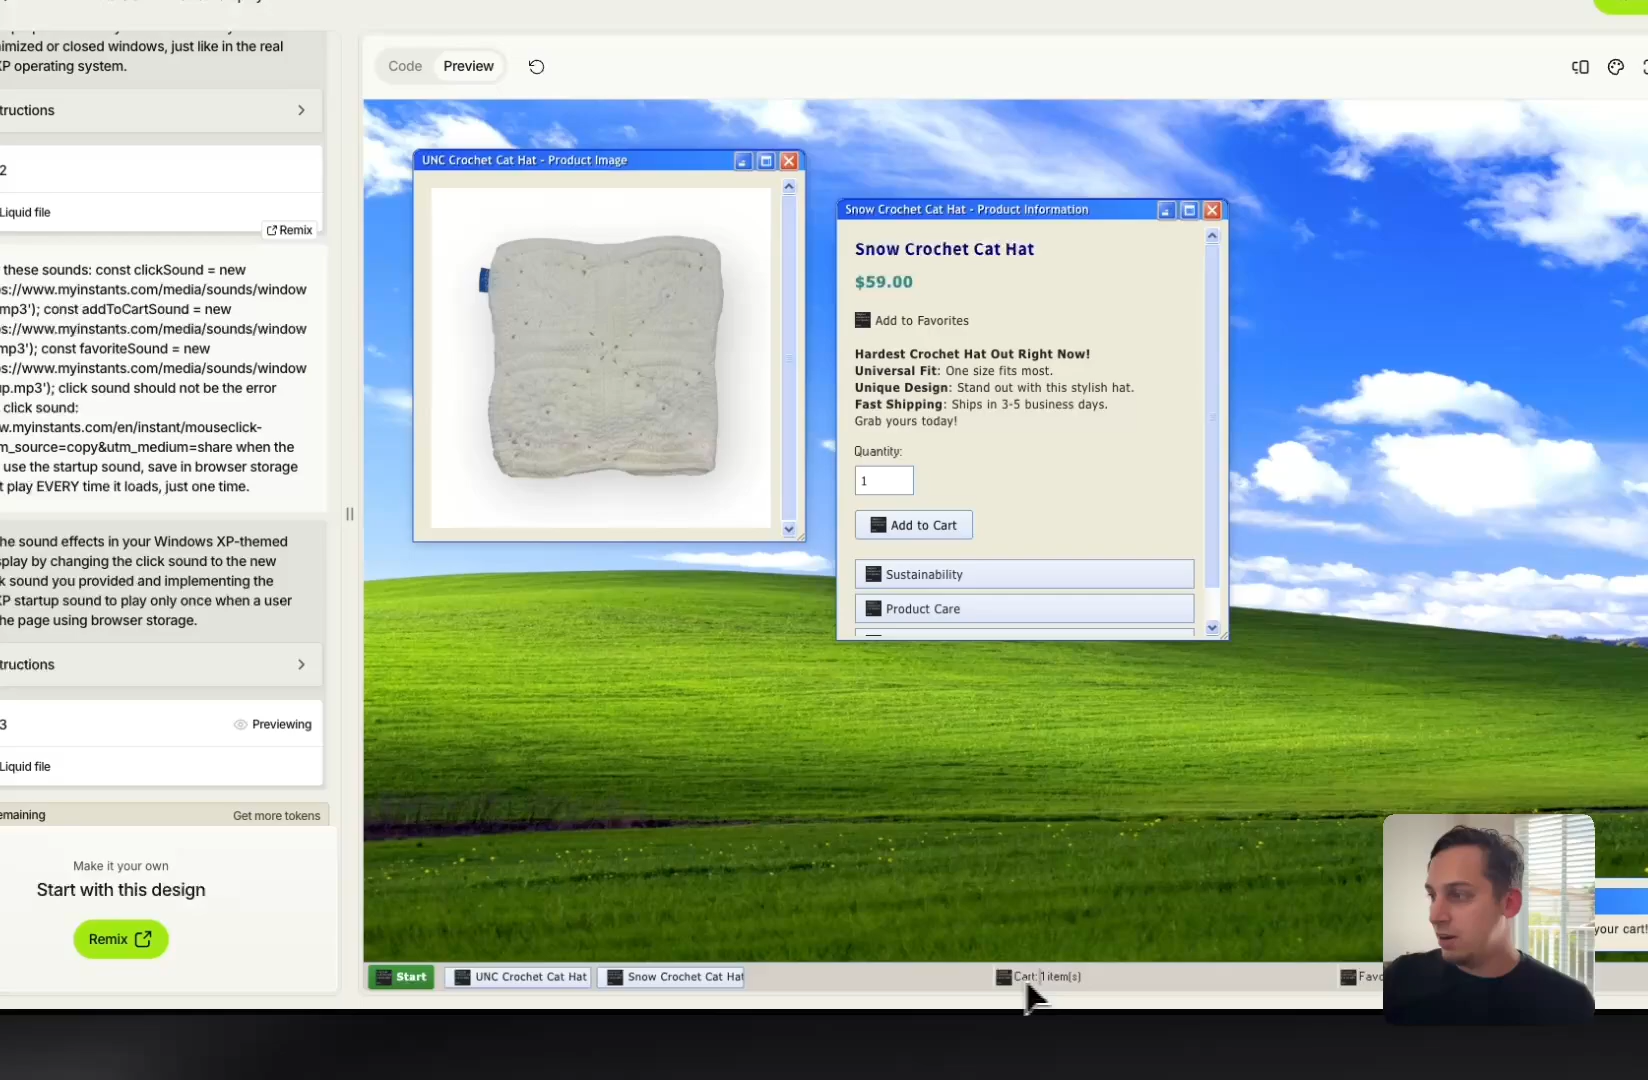 nimized or closed windows, just like in the real
XP operating system.
tructions
2
Liquid file
Remix
these sounds: const clickSound = new
s://www.myinstants.com/media/sounds/window
mp3'); const addToCartSound = new
s://www.myinstants.com/media/sounds/window
mp3'); const favoriteSound = new
s://www.myinstants.com/media/sounds/window
up.mp3'); click sound should not be the error
click sound:
w.myinstants.com/en/instant/mouseclick-
m_source=copy&utm_medium=share when the
use the startup sound, save in browser storage
t play EVERY time it loads, just one time.
he sound effects in your Windows XP-themed
splay by changing the click sound to the new
k sound you provided and implementing the
XP startup sound to play only once when a user
he page using browser storage.
tructions
3
Previewing
Liquid file
emaining
Get more tokens
Make it your own
Start with this design
Remix
Code
Preview
UNC Crochet Cat Hat - Product Image
Snow Crochet Cat Hat - Product Information
Snow Crochet Cat Hat
$59.00
Add to Favorites
Hardest Crochet Hat Out Right Now!
Universal Fit: One size fits most.
Unique Design: Stand out with this stylish hat.
Fast Shipping: Ships in 3-5 business days.
Grab yours today!
Quantity:
1
Add to Cart
Sustainability
Product Care
your cart!
Start
UNC Crochet Cat Hat
Snow Crochet Cat Hat
Cart: 1 item(s)
Favo